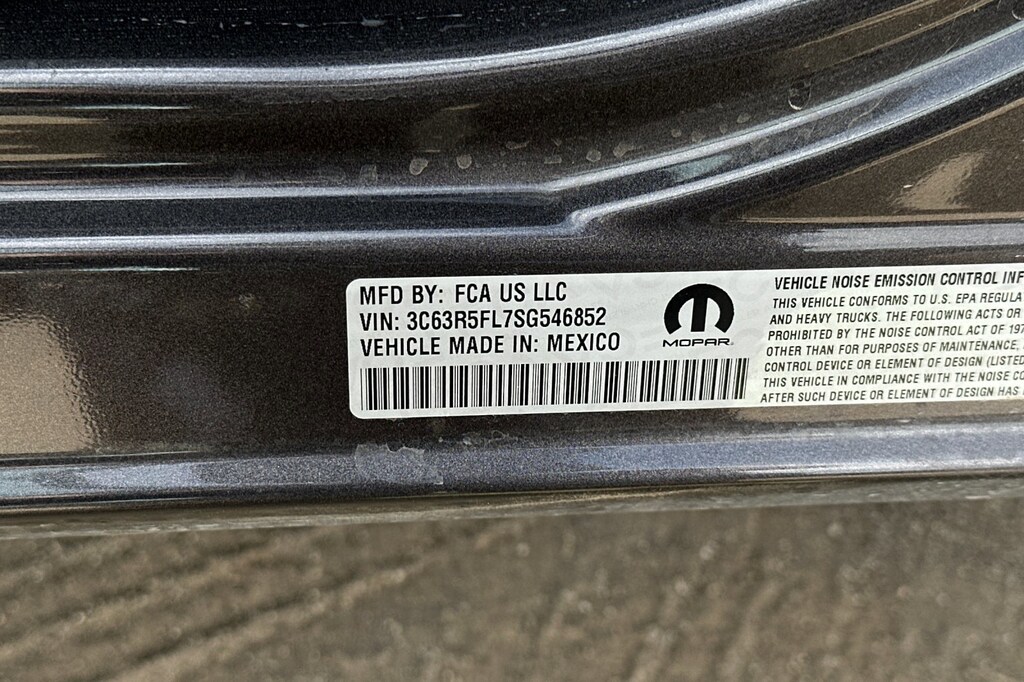 MFD BY: FCA US LLC
VIN: 3C63R5FL7SG546852
VEHICLE MADE IN: MEXICO
MOPAR
VEHICLE NOISE EMISSION CONTROL INF
THIS VEHICLE CONFORMS TO U.S. EPA REGULA
AND HEAVY TRUCKS. THE FOLLOWING ACTS OR
PROHIBITED BY THE NOISE CONTROL ACT OF 197
OTHER THAN FOR PURPOSES OF MAINTENANCE,
CONTROL DEVICE OR ELEMENT OF DESIGN (LISTED
THIS VEHICLE IN COMPLIANCE WITH THE NOISE CO
AFTER SUCH DEVICE OR ELEMENT OF DESIGN HAS